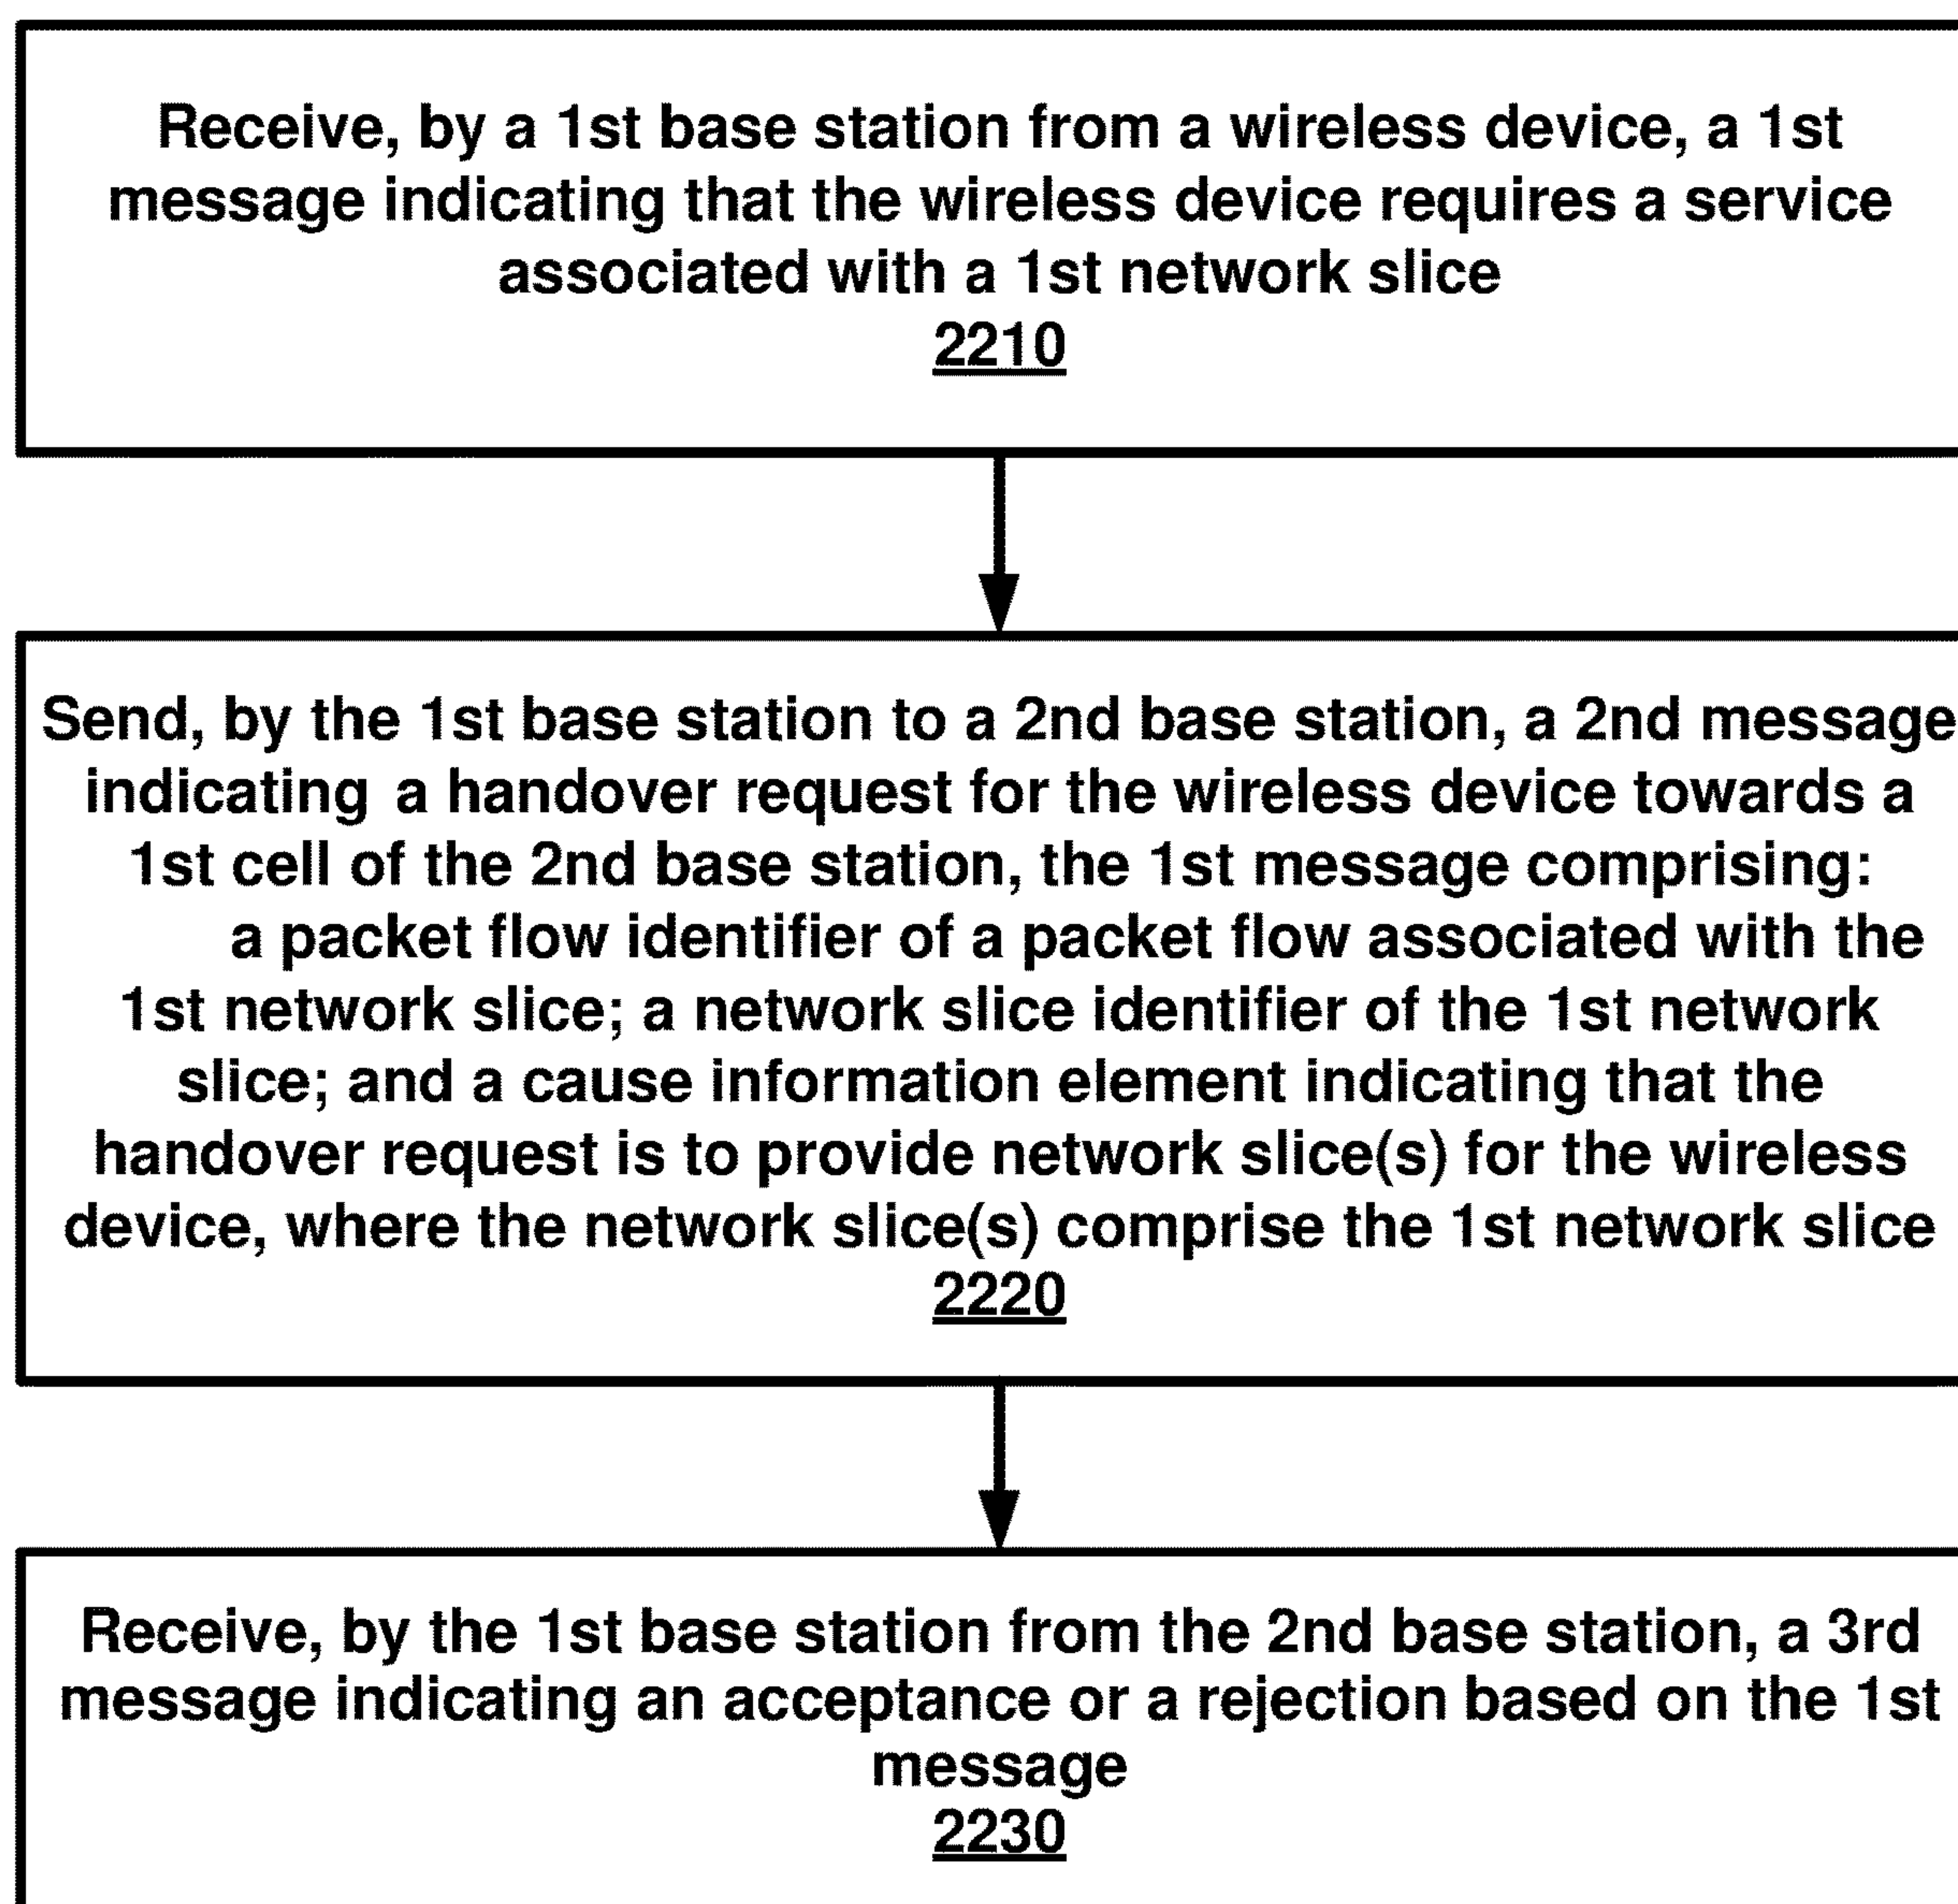 Receive, by a 1st base station from a wireless device, a 1st
message indicating that the wireless device requires a service
associated with a 1st network slice
2210
Send, by the 1st base station to a 2nd base station, a 2nd message
indicating a handover request for the wireless device towards a
1st cell of the 2nd base station, the 1st message comprising:
a packet flow identifier of a packet flow associated with the
1st network slice; a network slice identifier of the 1st network
slice; and a cause information element indicating that the
handover request is to provide network slice(s) for the wireless
device, where the network slice(s) comprise the 1st network slice
2220
Receive, by the 1st base station from the 2nd base station, a 3rd
message indicating an acceptance or a rejection based on the 1st
message
2230